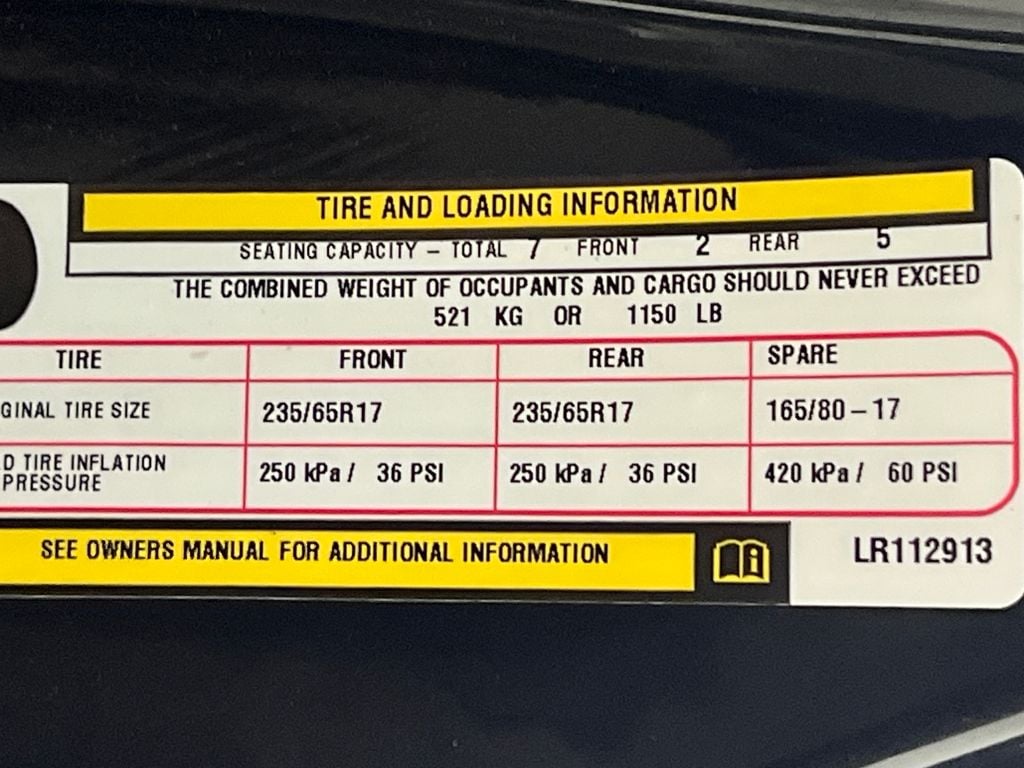 TIRE AND LOADING INFORMATION
SEATING CAPACITY – TOTAL 7 FRONT 2 REAR 5
THE COMBINED WEIGHT OF OCCUPANTS AND CARGO SHOULD NEVER EXCEED
521 KG OR 1150 LB
TIRE FRONT REAR SPARE
GINAL TIRE SIZE 235/65R17 235/65R17 165/80 – 17
D TIRE INFLATION
PRESSURE 250 kPa / 36 PSI 250 kPa / 36 PSI 420 kPa / 60 PSI
SEE OWNERS MANUAL FOR ADDITIONAL INFORMATION
LR112913